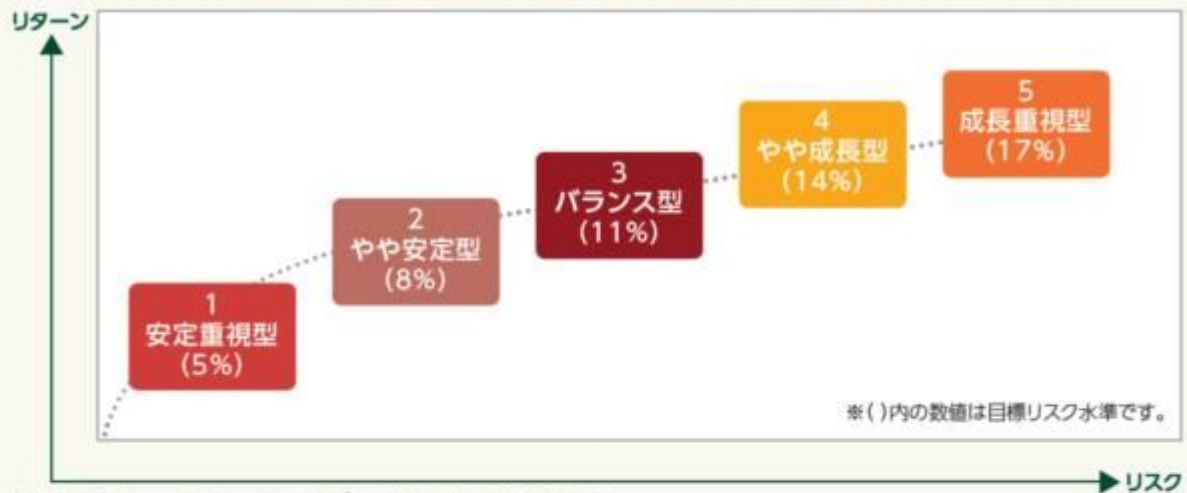 リターン
5
成長重視型
(17%)
4
やや成長型
(14%)
3
バランス型
(11%)
2
やや安定型
(8%)
1
安定重視型
(5%)
※( )内の数値は目標リスク水準です。
リスク